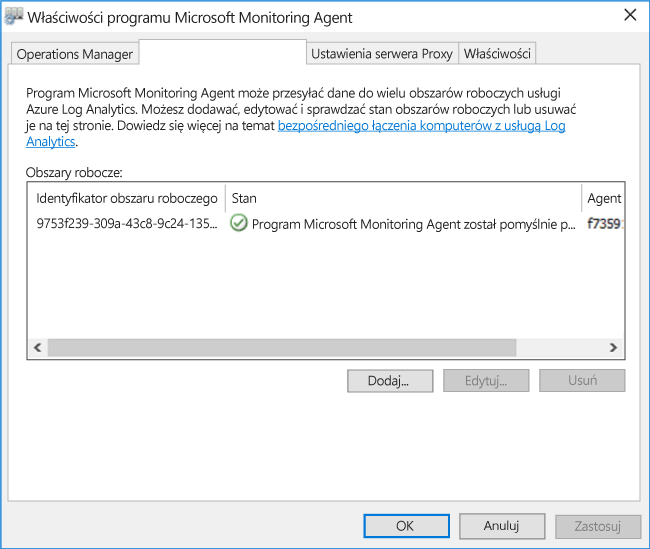 Właściwości programu Microsoft Monitoring Agent
Operations Manager
Ustawienia serwera Proxy
Właściwości
Program Microsoft Monitoring Agent może przesyłać dane do wielu obszarów roboczych usługi
Azure Log Analytics. Możesz dodawać, edytować i sprawdzać stan obszarów roboczych lub usuwać
je na tej stronie. Dowiedz się więcej na temat bezpośredniego łączenia komputerów z usługą Log
Analytics.
Obszary robocze:
Identyfikator obszaru roboczego Stan Agent
9753f239-309a-43c8-9c24-135... Program Microsoft Monitoring Agent został pomyślnie p... f7359
Dodaj... Edytuj... Usuń
OK Anuluj Zastosuj